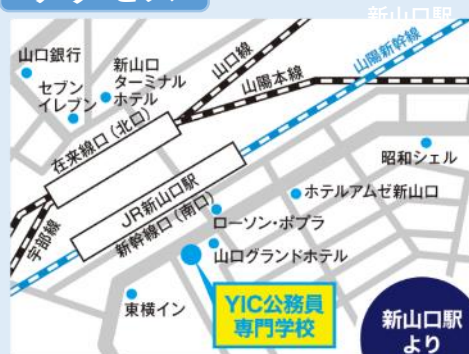 新山口駅
山口銀行
セブン
イレブン
新山口
ターミナル
ホテル
山口線
山陽本線
山陽新幹線
在来線口(北口)
昭和シェル
JR新山口駅
新幹線口(南口)
宇部線
ホテルアムゼ新山口
ローソン・ポプラ
山口グランドホテル
東横イン
YIC公務員
専門学校
新山口駅
より